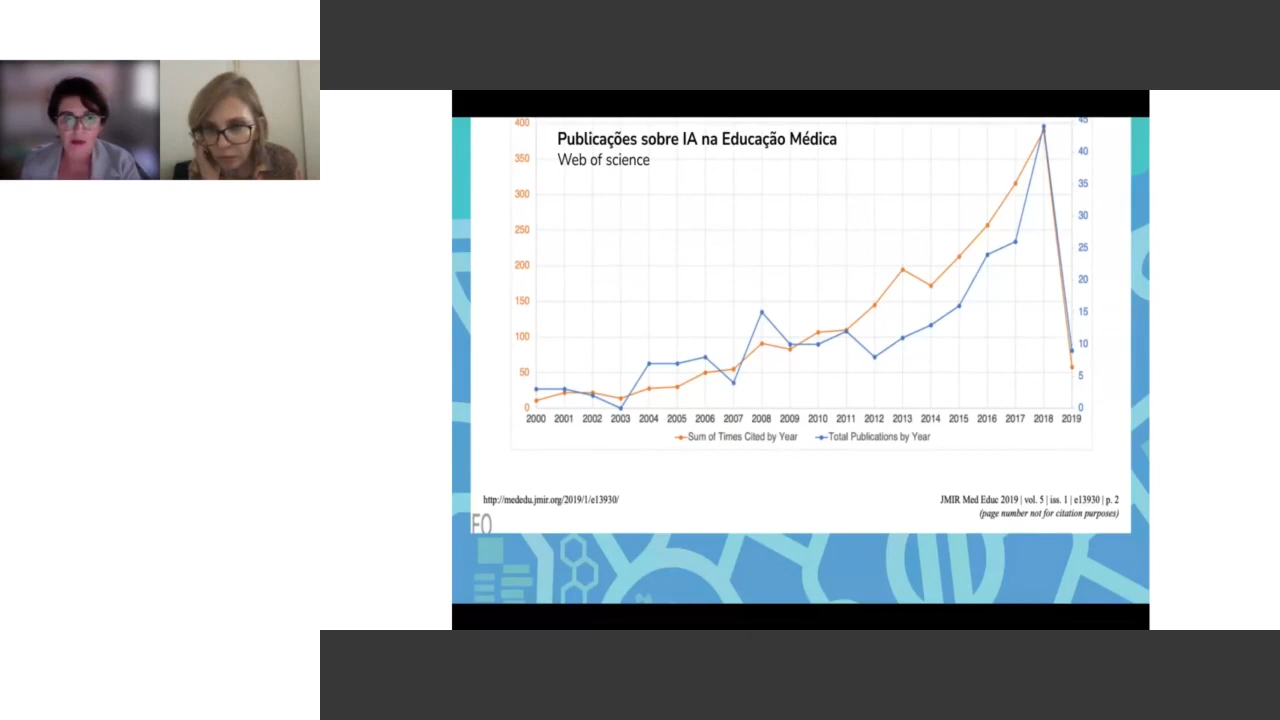 Publicações sobre IA na Educação Médica
Web of science
400
350
300
250
200
150
100
50
0
45
40
35
30
25
20
15
10
5
0
2000 2001 2002 2003 2004 2005 2006 2007 2008 2009 2010 2011 2012 2013 2014 2015 2016 2017 2018 2019
Sum of Times Cited by Year Total Publications by Year
http://mededu.jmir.org/2019/1/e13930/
JMIR Med Educ 2019 | vol. 5 | iss. 1 | e13930 | p. 2
(page number not for citation purposes)
FO